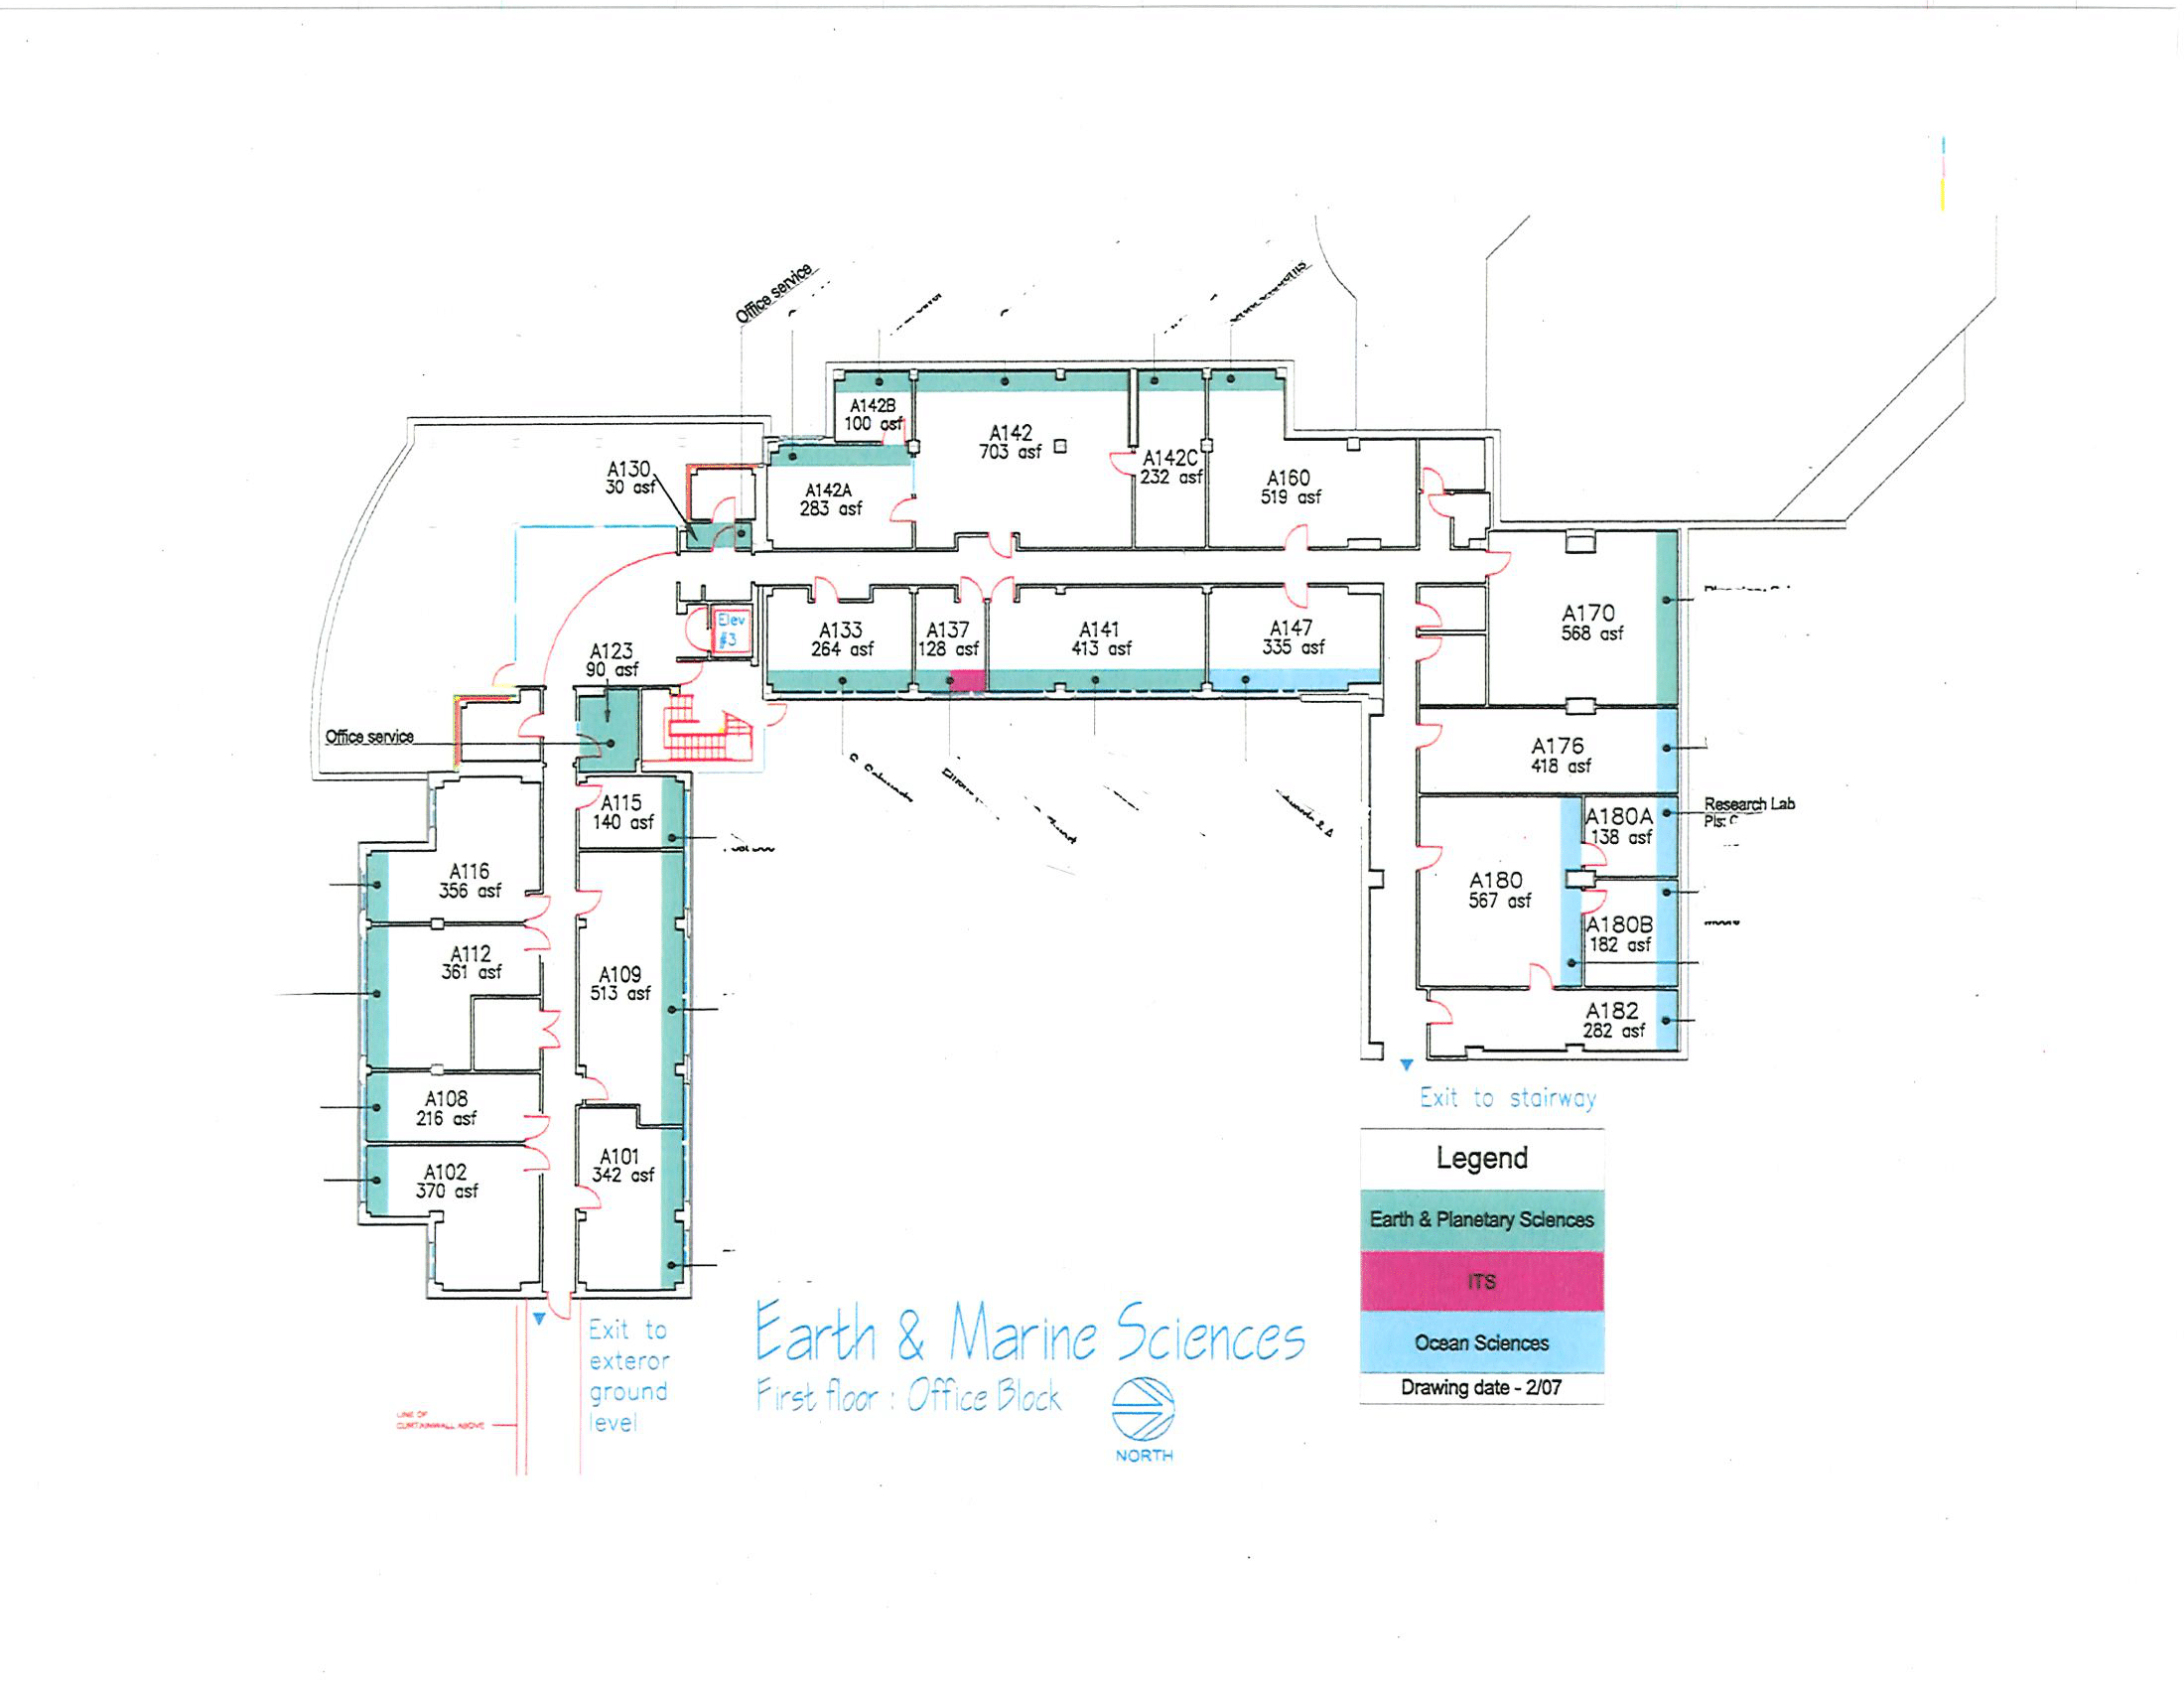 Office service
A142B
100 asf
A142
703 asf
A130
30 asf
A142C
232 asf
A142A
283 asf
A160
519 asf
Elev
#3
A133
264 asf
A137
128 asf
A141
413 asf
A147
335 asf
A170
568 asf
A123
90 asf
Office service
A176
418 asf
A115
140 asf
A180A
138 asf
Research Lab
A116
356 asf
A180
567 asf
A180B
182 asf
A112
361 asf
A109
513 asf
A182
282 asf
A108
216 asf
Exit to stairway
A101
342 asf
A102
370 asf
Legend
Earth & Planetary Sciences
ITS
Ocean Sciences
Drawing date - 2/07
Exit to
exteror
ground
level
Earth & Marine Sciences
First floor : Office Block
NORTH
LINE OF
CURTAINWALL ABOVE